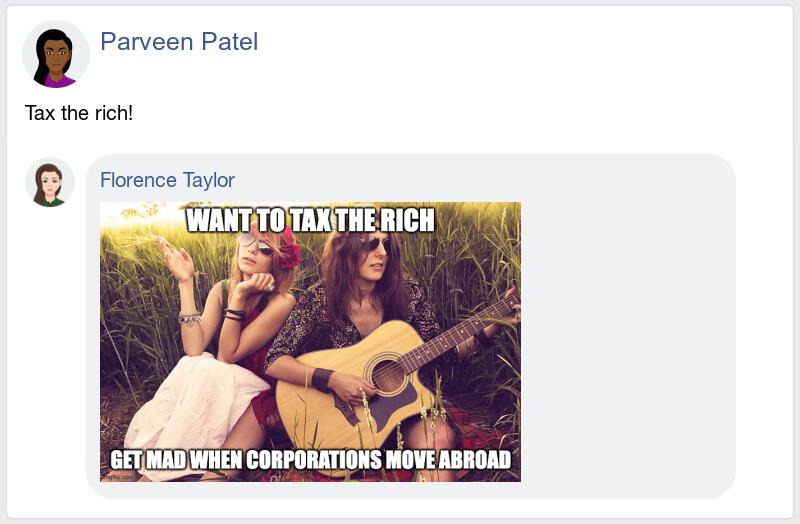 Parveen Patel
Tax the rich!
Florence Taylor
WANT TO TAX THE RICH
GET MAD WHEN CORPORATIONS MOVE ABROAD
imgflip.com